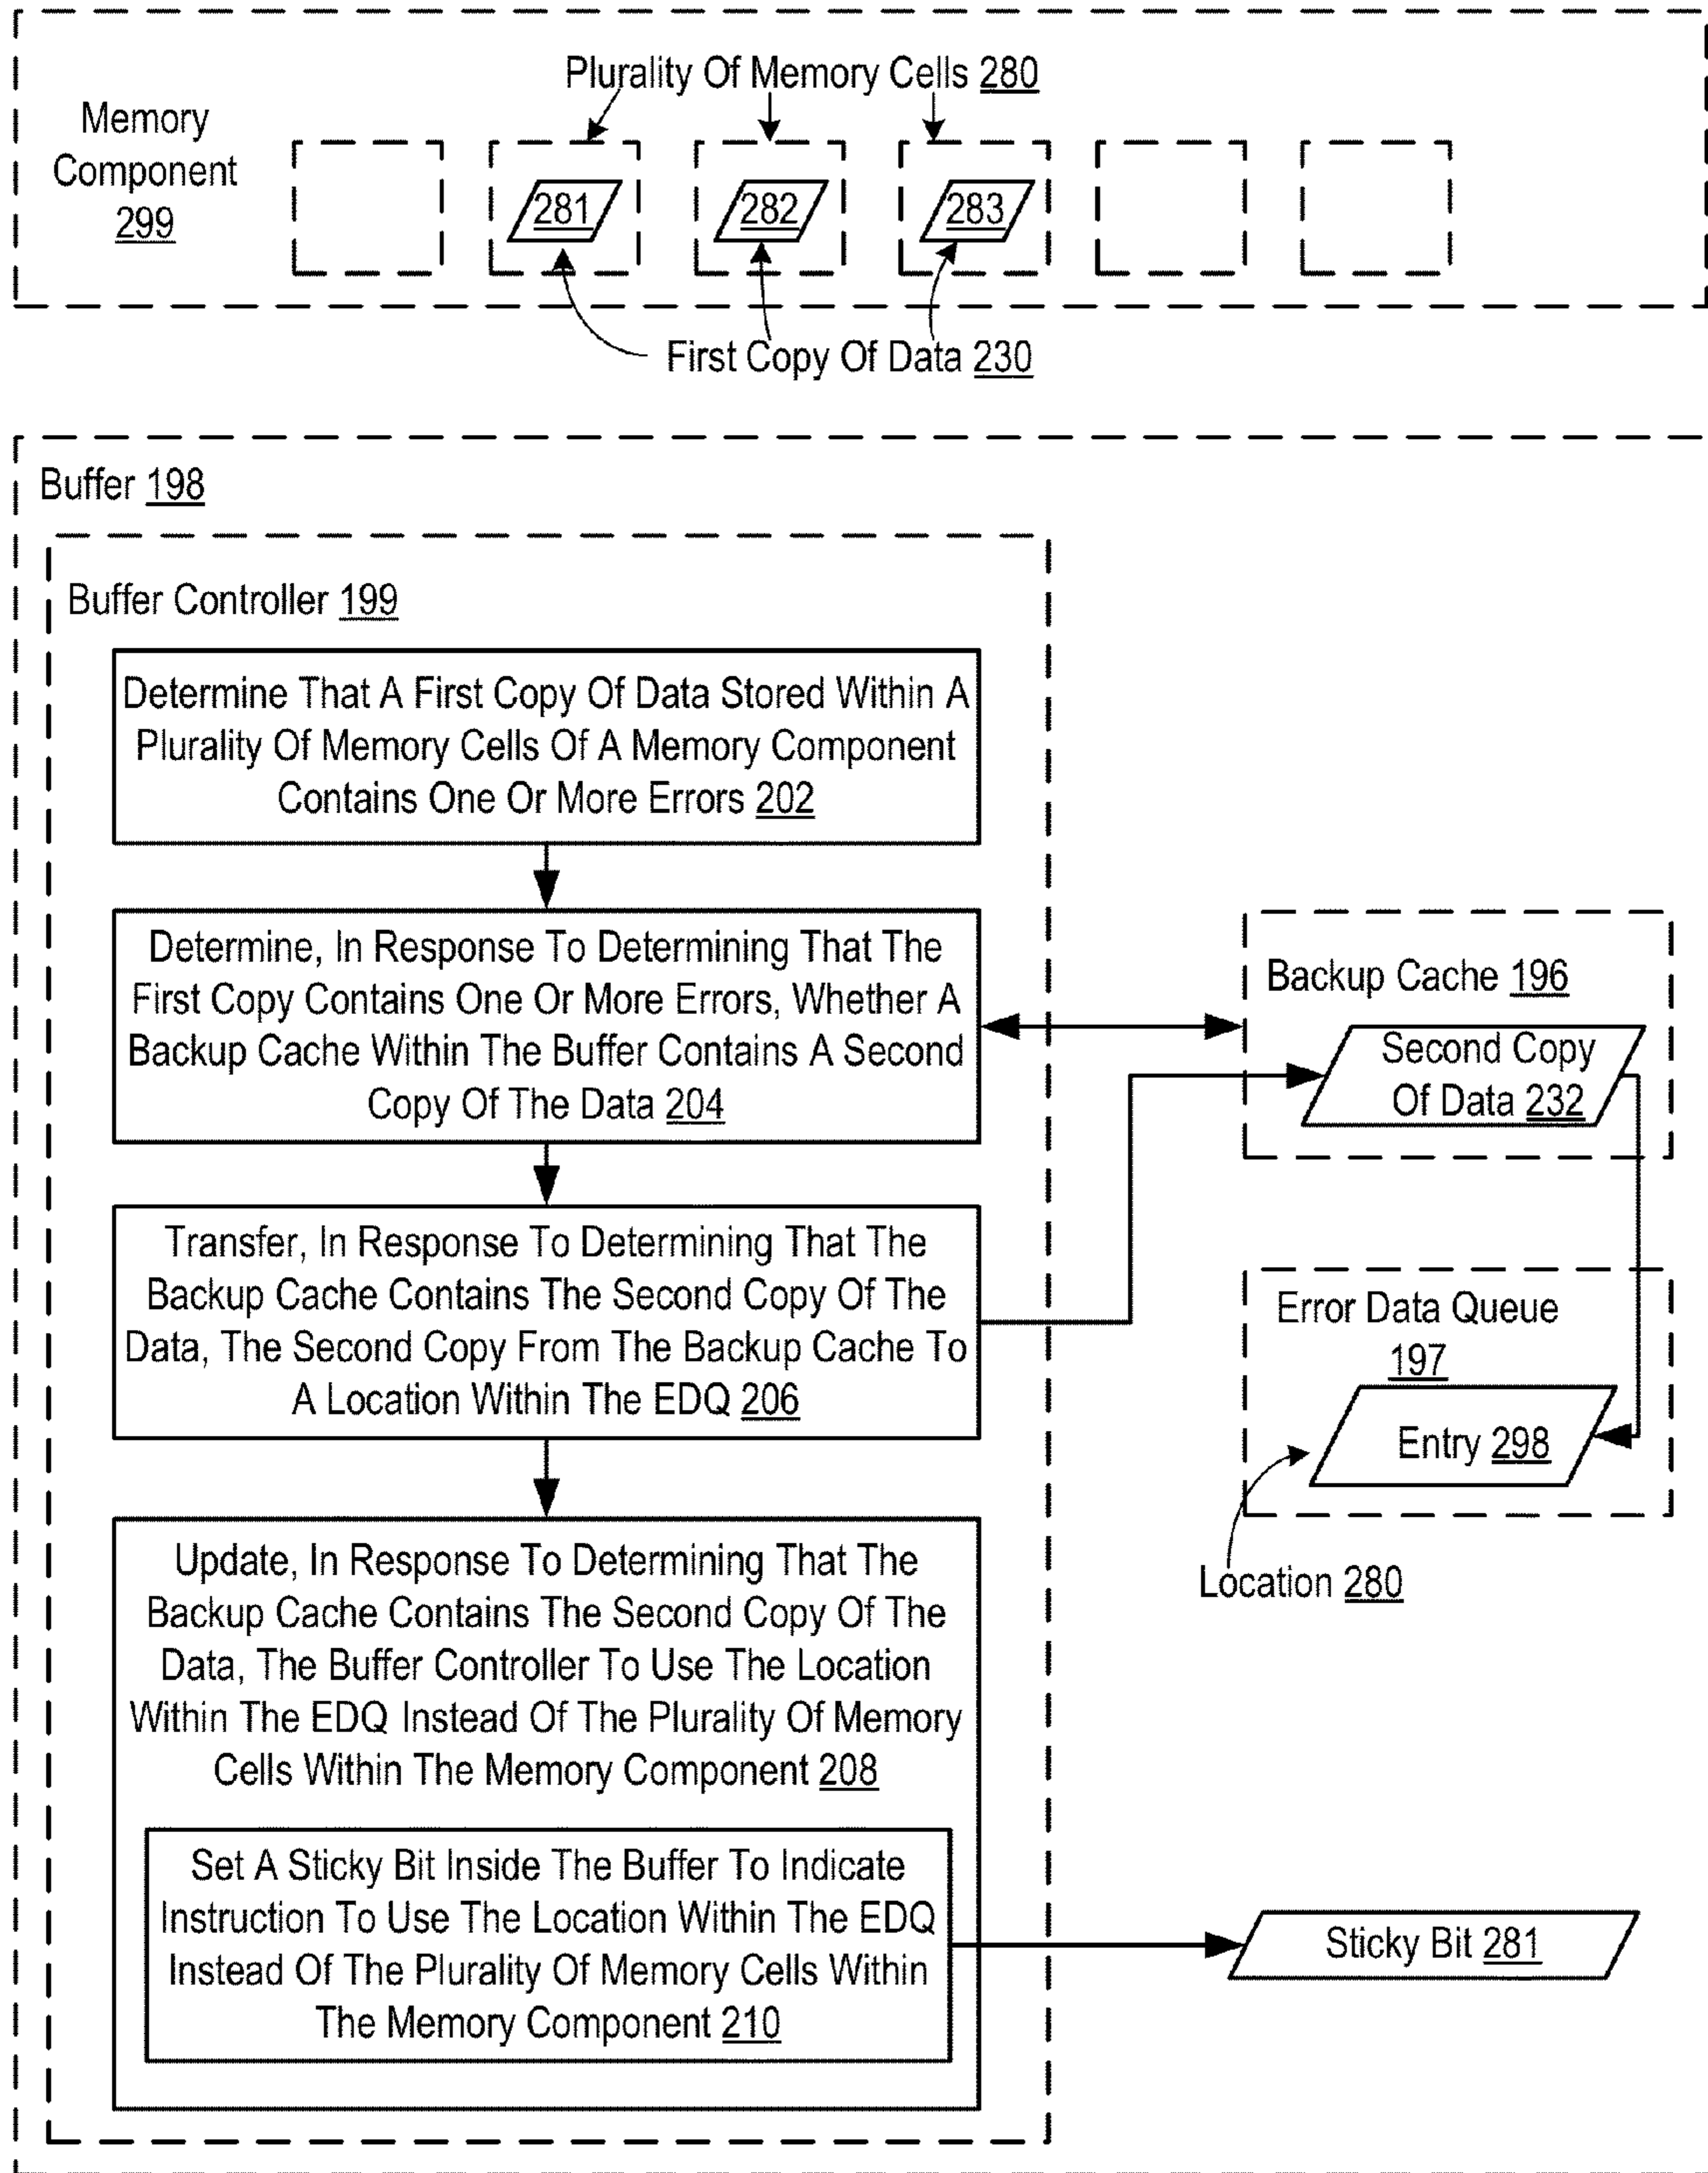 Plurality Of Memory Cells 280
Memory
Component
299
281
282
283
First Copy Of Data 230
Buffer 198
Buffer Controller 199
Determine That A First Copy Of Data Stored Within A
Plurality Of Memory Cells Of A Memory Component
Contains One Or More Errors 202
Determine, In Response To Determining That The
First Copy Contains One Or More Errors, Whether A
Backup Cache Within The Buffer Contains A Second
Copy Of The Data 204
Backup Cache 196
Second Copy
Of Data 232
Transfer, In Response To Determining That The
Backup Cache Contains The Second Copy Of The
Data, The Second Copy From The Backup Cache To
A Location Within The EDQ 206
Error Data Queue
197
Entry 298
Location 280
Update, In Response To Determining That The
Backup Cache Contains The Second Copy Of The
Data, The Buffer Controller To Use The Location
Within The EDQ Instead Of The Plurality Of Memory
Cells Within The Memory Component 208
Set A Sticky Bit Inside The Buffer To Indicate
Instruction To Use The Location Within The EDQ
Instead Of The Plurality Of Memory Cells Within
The Memory Component 210
Sticky Bit 281